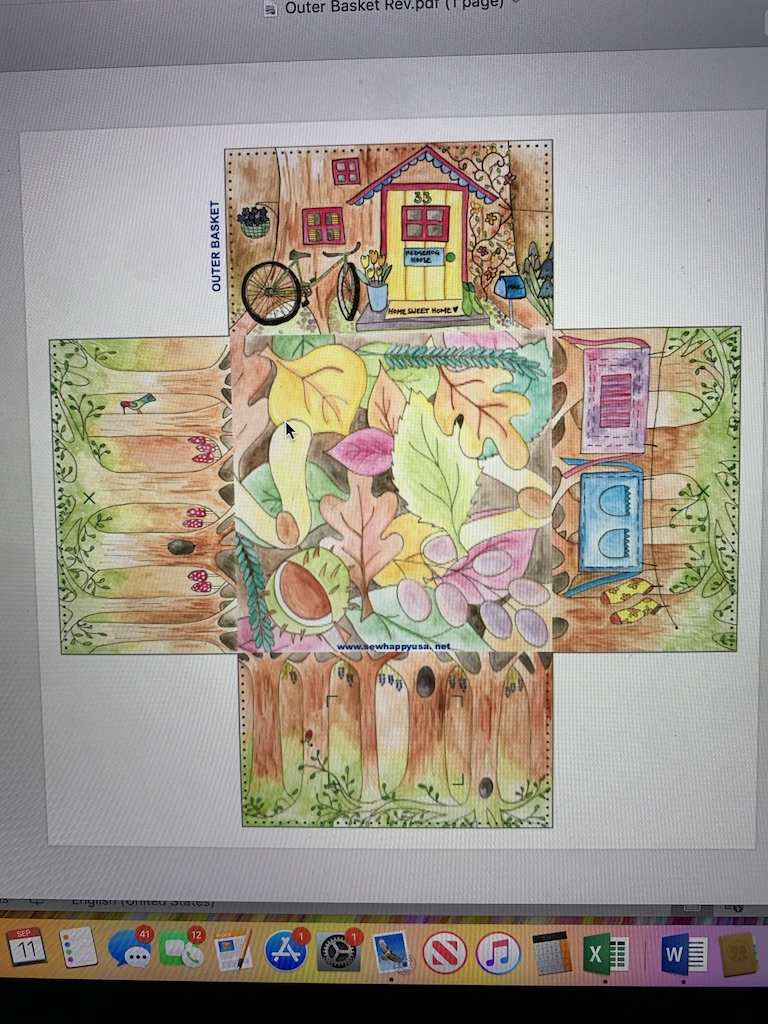 Outer Basket Rev.pdf (1 page)
OUTER BASKET
33
HEDGEHOG
HOUSE
MAIL
HOME SWEET HOME
www.sewhappyusa.net
English (United States)
SEP
11
41
12
1
1
X
W